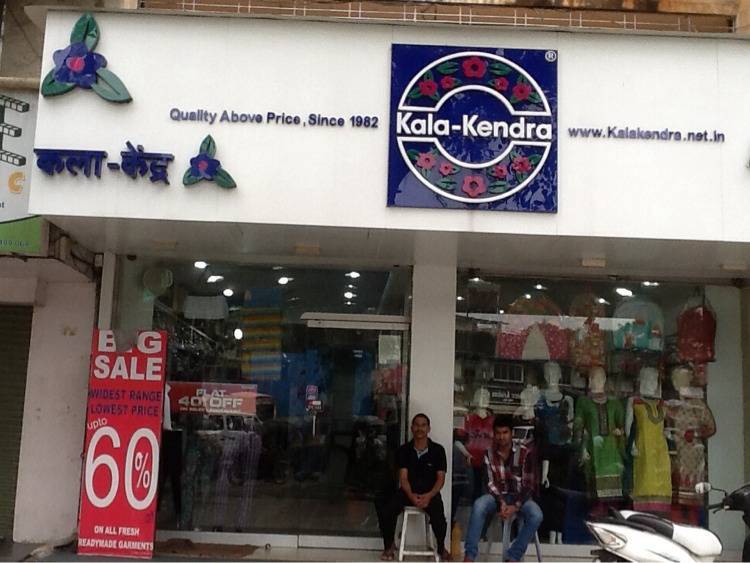 Quality Above Price, Since 1982
कला-केंद्र
®
Kala-Kendra
www.Kalakendra.net.in
BIG
SALE
WIDEST RANGE
LOWEST PRICE
upto
60%
ON ALL FRESH
READYMADE GARMENTS
FLAT
40%OFF